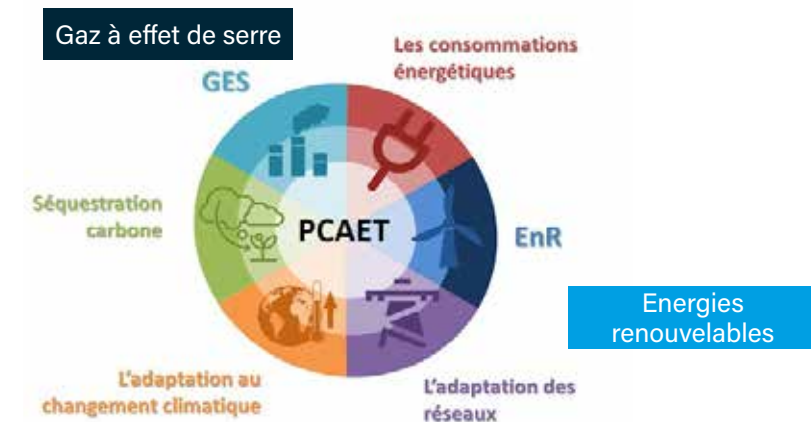 Gaz à effet de serre
GES
Les consommations
énergétiques
Séquestration
carbone
PCAET
EnR
Energies
renouvelables
L'adaptation au
changement climatique
L'adaptation des
réseaux